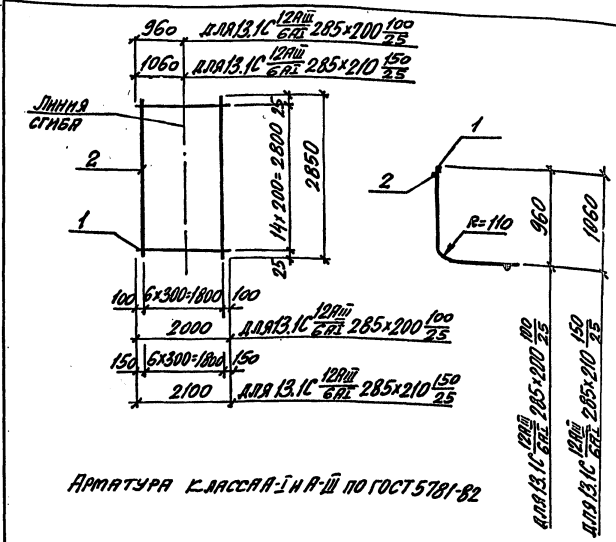 960 ДЛЯ 13.1С 12АIII/6АI 285×200 100/25
1060 ДЛЯ 13.1С 12АIII/6АI 285×210 150/25
ЛИНИЯ
СГИБА
2
1
25
14×200=2800
25
2850
100 6×300=1800 100
2000 ДЛЯ 13.1С 12АIII/6АI 285×200 100/25
150 6×300=1800 150
2100 ДЛЯ 13.1С 12АIII/6АI 285×210 150/25
1
2
R=110
960
1060
ДЛЯ 13.1С 12АIII/6АI 285×200 100/25
ДЛЯ 13.1С 12АIII/6АI 285×210 150/25
АРМАТУРА КЛАССА А-I И А-III ПО ГОСТ 5781-82